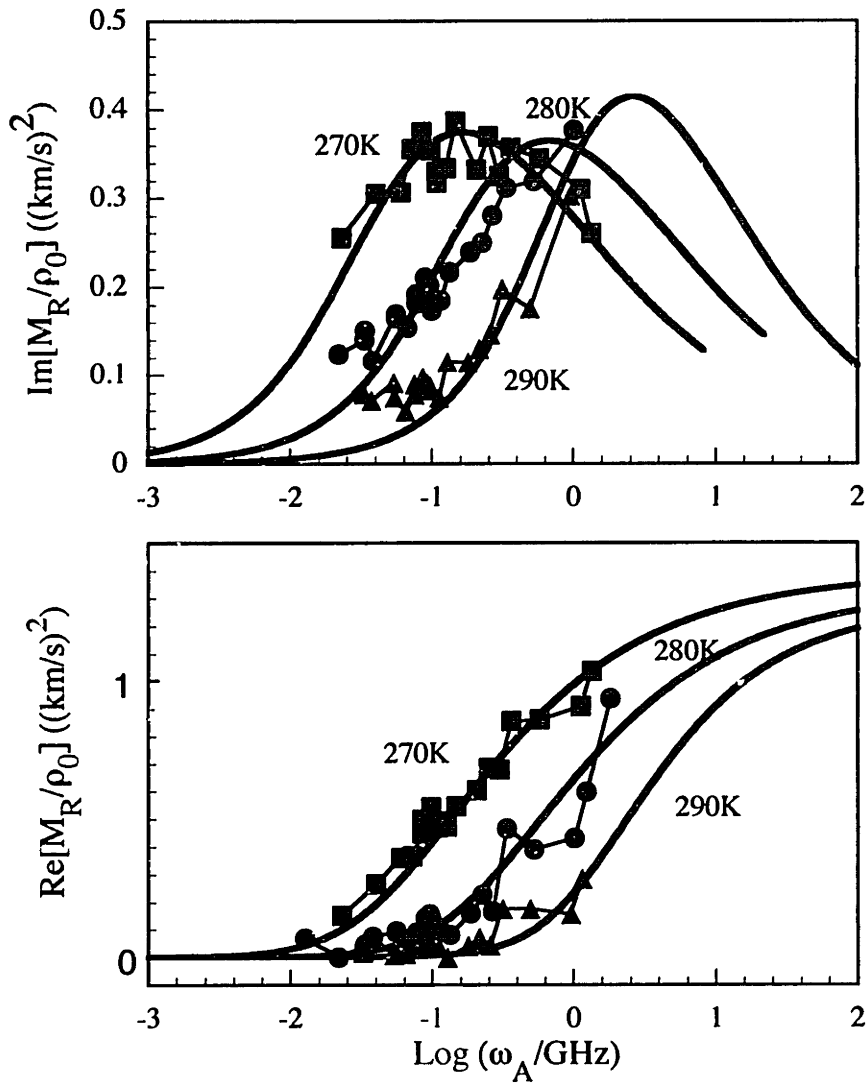 0.5
0.4
0.3
0.2
0.1
0
Im[M_R/ρ_0] ((km/s)^2)
270K
280K
290K
-3 -2 -1 0 1 2
1
0
Re[M_R/ρ_0] ((km/s)^2)
270K
280K
290K
-3 -2 -1 0 1 2
Log (ω_A/GHz)